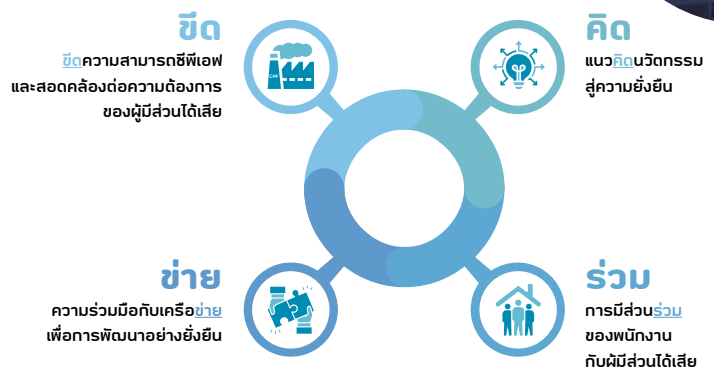 ขีด
ขีดความสามารถซีพีเอฟ
และสอดคล้องต่อความต้องการ
ของผู้มีส่วนได้เสีย
CPF
คิด
แนวคิดนวัตกรรม
สู่ความยั่งยืน
ข่าย
ความร่วมมือกับเครือข่าย
เพื่อการพัฒนาอย่างยั่งยืน
ร่วม
การมีส่วนร่วม
ของพนักงาน
กับผู้มีส่วนได้เสีย